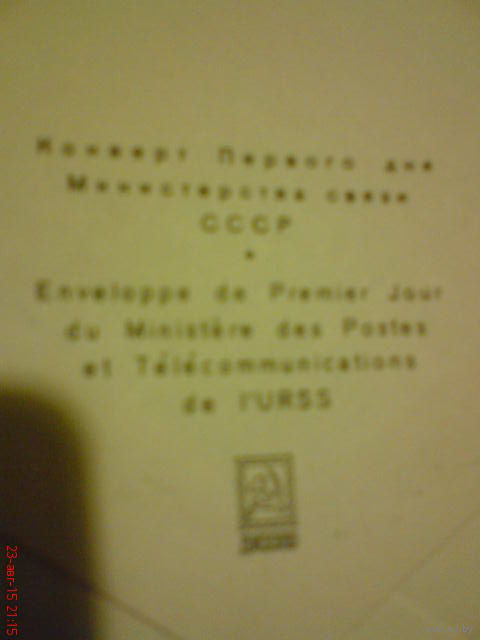 Конверт Первого дня
Министерства связи
СССР
•
Enveloppe de Premier Jour
du Ministère des Postes
et Télécommunications
de l'URSS
23-авг-15 21:15